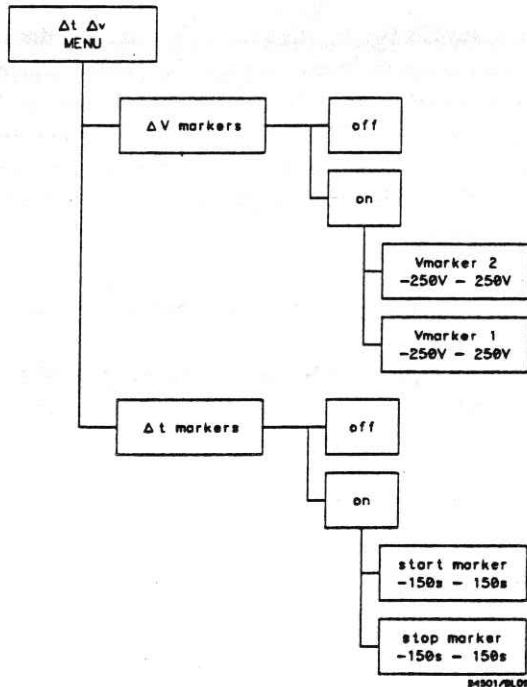 Δt Δv
MENU
ΔV markers
off
on
Vmarker 2
-250V - 250V
Vmarker 1
-250V - 250V
Δt markers
off
on
start marker
-150s - 150s
stop marker
-150s - 150s